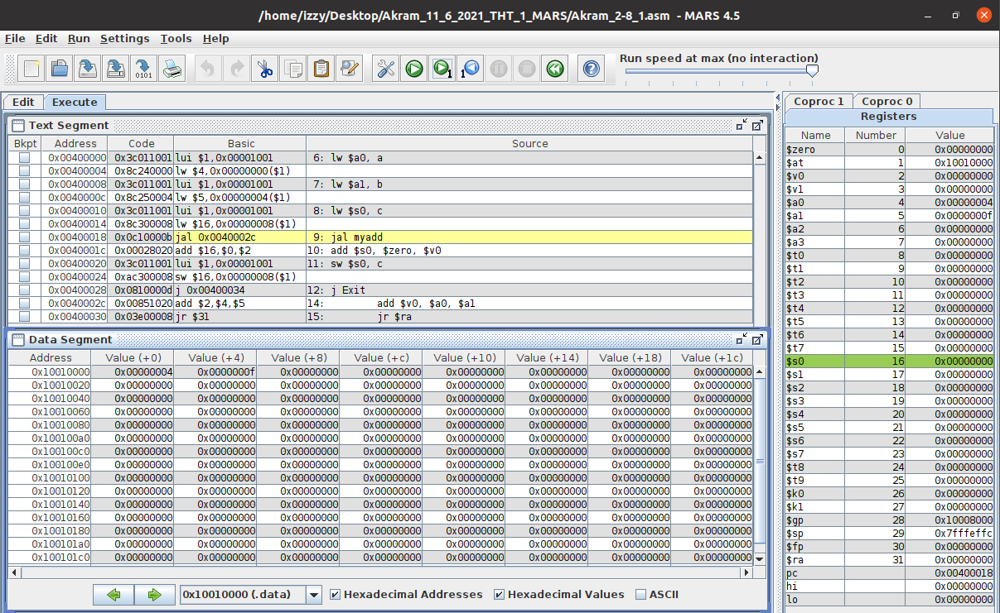 /home/izzy/Desktop/Akram_11_6_2021_THT_1_MARS/Akram_2-8_1.asm - MARS 4.5
File Edit Run Settings Tools Help
Run speed at max (no interaction)
Edit Execute
Text Segment
Bkpt Address Code Basic Source
0x00400000 0x3c011001 lui $1,0x00001001 6: lw $a0, a
0x00400004 0x8c240000 lw $4,0x00000000($1)
0x00400008 0x3c011001 lui $1,0x00001001 7: lw $a1, b
0x0040000c 0x8c250004 lw $5,0x00000004($1)
0x00400010 0x3c011001 lui $1,0x00001001 8: lw $s0, c
0x00400014 0x8c300008 lw $16,0x00000008($1)
0x00400018 0x0c10000b jal 0x0040002c 9: jal myadd
0x0040001c 0x00028020 add $16,$0,$2 10: add $s0, $zero, $v0
0x00400020 0x3c011001 lui $1,0x00001001 11: sw $s0, c
0x00400024 0xac300008 sw $16,0x00000008($1)
0x00400028 0x0810000d j 0x00400034 12: j Exit
0x0040002c 0x00851020 add $2,$4,$5 14: add $v0, $a0, $a1
0x00400030 0x03e00008 jr $31 15: jr $ra
Data Segment
Address Value (+0) Value (+4) Value (+8) Value (+c) Value (+10) Value (+14) Value (+18) Value (+1c)
0x10010000 0x00000004 0x0000000f 0x00000000 0x00000000 0x00000000 0x00000000 0x00000000 0x00000000
0x10010020 0x00000000 0x00000000 0x00000000 0x00000000 0x00000000 0x00000000 0x00000000 0x00000000
0x10010040 0x00000000 0x00000000 0x00000000 0x00000000 0x00000000 0x00000000 0x00000000 0x00000000
0x10010060 0x00000000 0x00000000 0x00000000 0x00000000 0x00000000 0x00000000 0x00000000 0x00000000
0x10010080 0x00000000 0x00000000 0x00000000 0x00000000 0x00000000 0x00000000 0x00000000 0x00000000
0x100100a0 0x00000000 0x00000000 0x00000000 0x00000000 0x00000000 0x00000000 0x00000000 0x00000000
0x100100c0 0x00000000 0x00000000 0x00000000 0x00000000 0x00000000 0x00000000 0x00000000 0x00000000
0x100100e0 0x00000000 0x00000000 0x00000000 0x00000000 0x00000000 0x00000000 0x00000000 0x00000000
0x10010100 0x00000000 0x00000000 0x00000000 0x00000000 0x00000000 0x00000000 0x00000000 0x00000000
0x10010120 0x00000000 0x00000000 0x00000000 0x00000000 0x00000000 0x00000000 0x00000000 0x00000000
0x10010140 0x00000000 0x00000000 0x00000000 0x00000000 0x00000000 0x00000000 0x00000000 0x00000000
0x10010160 0x00000000 0x00000000 0x00000000 0x00000000 0x00000000 0x00000000 0x00000000 0x00000000
0x10010180 0x00000000 0x00000000 0x00000000 0x00000000 0x00000000 0x00000000 0x00000000 0x00000000
0x100101a0 0x00000000 0x00000000 0x00000000 0x00000000 0x00000000 0x00000000 0x00000000 0x00000000
0x100101c0 0x00000000 0x00000000 0x00000000 0x00000000 0x00000000 0x00000000 0x00000000 0x00000000
0x10010000 (.data) Hexadecimal Addresses Hexadecimal Values ASCII
Coproc 1 Coproc 0
Registers
Name Number Value
$zero 0 0x00000000
$at 1 0x10010000
$v0 2 0x00000000
$v1 3 0x00000000
$a0 4 0x00000004
$a1 5 0x0000000f
$a2 6 0x00000000
$a3 7 0x00000000
$t0 8 0x00000000
$t1 9 0x00000000
$t2 10 0x00000000
$t3 11 0x00000000
$t4 12 0x00000000
$t5 13 0x00000000
$t6 14 0x00000000
$t7 15 0x00000000
$s0 16 0x00000000
$s1 17 0x00000000
$s2 18 0x00000000
$s3 19 0x00000000
$s4 20 0x00000000
$s5 21 0x00000000
$s6 22 0x00000000
$s7 23 0x00000000
$t8 24 0x00000000
$t9 25 0x00000000
$k0 26 0x00000000
$k1 27 0x00000000
$gp 28 0x10008000
$sp 29 0x7fffeffc
$fp 30 0x00000000
$ra 31 0x00000000
pc 0x00400018
hi 0x00000000
lo 0x00000000